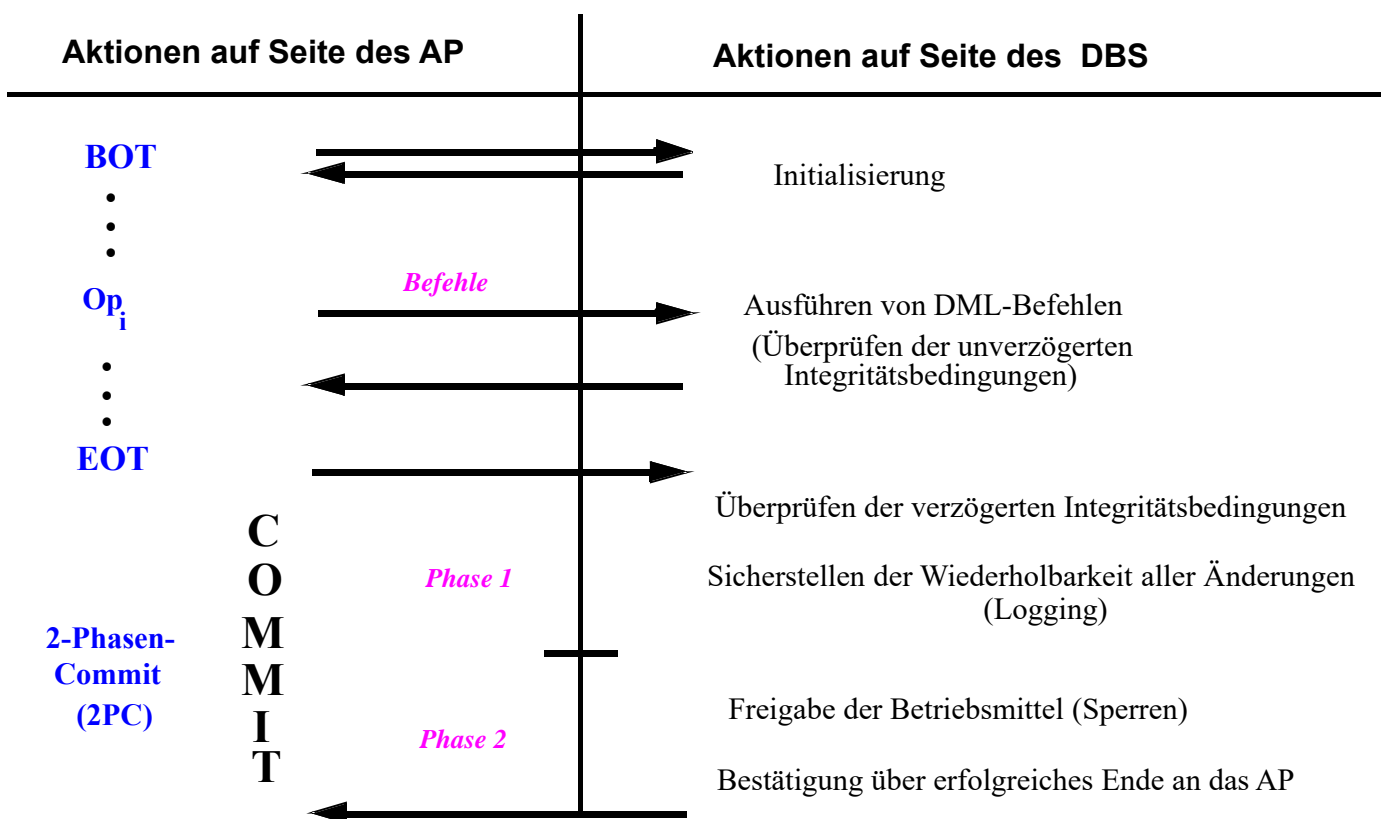 Aktionen auf Seite des AP
Aktionen auf Seite des DBS
BOT
Initialisierung
Befehle
Opi
Ausführen von DML-Befehlen
(Überprüfen der unverzögerten
Integritätsbedingungen)
EOT
Überprüfen der verzögerten Integritätsbedingungen
COMMIT
Phase 1
Sicherstellen der Wiederholbarkeit aller Änderungen
(Logging)
2-Phasen-
Commit
(2PC)
Freigabe der Betriebsmittel (Sperren)
Phase 2
Bestätigung über erfolgreiches Ende an das AP